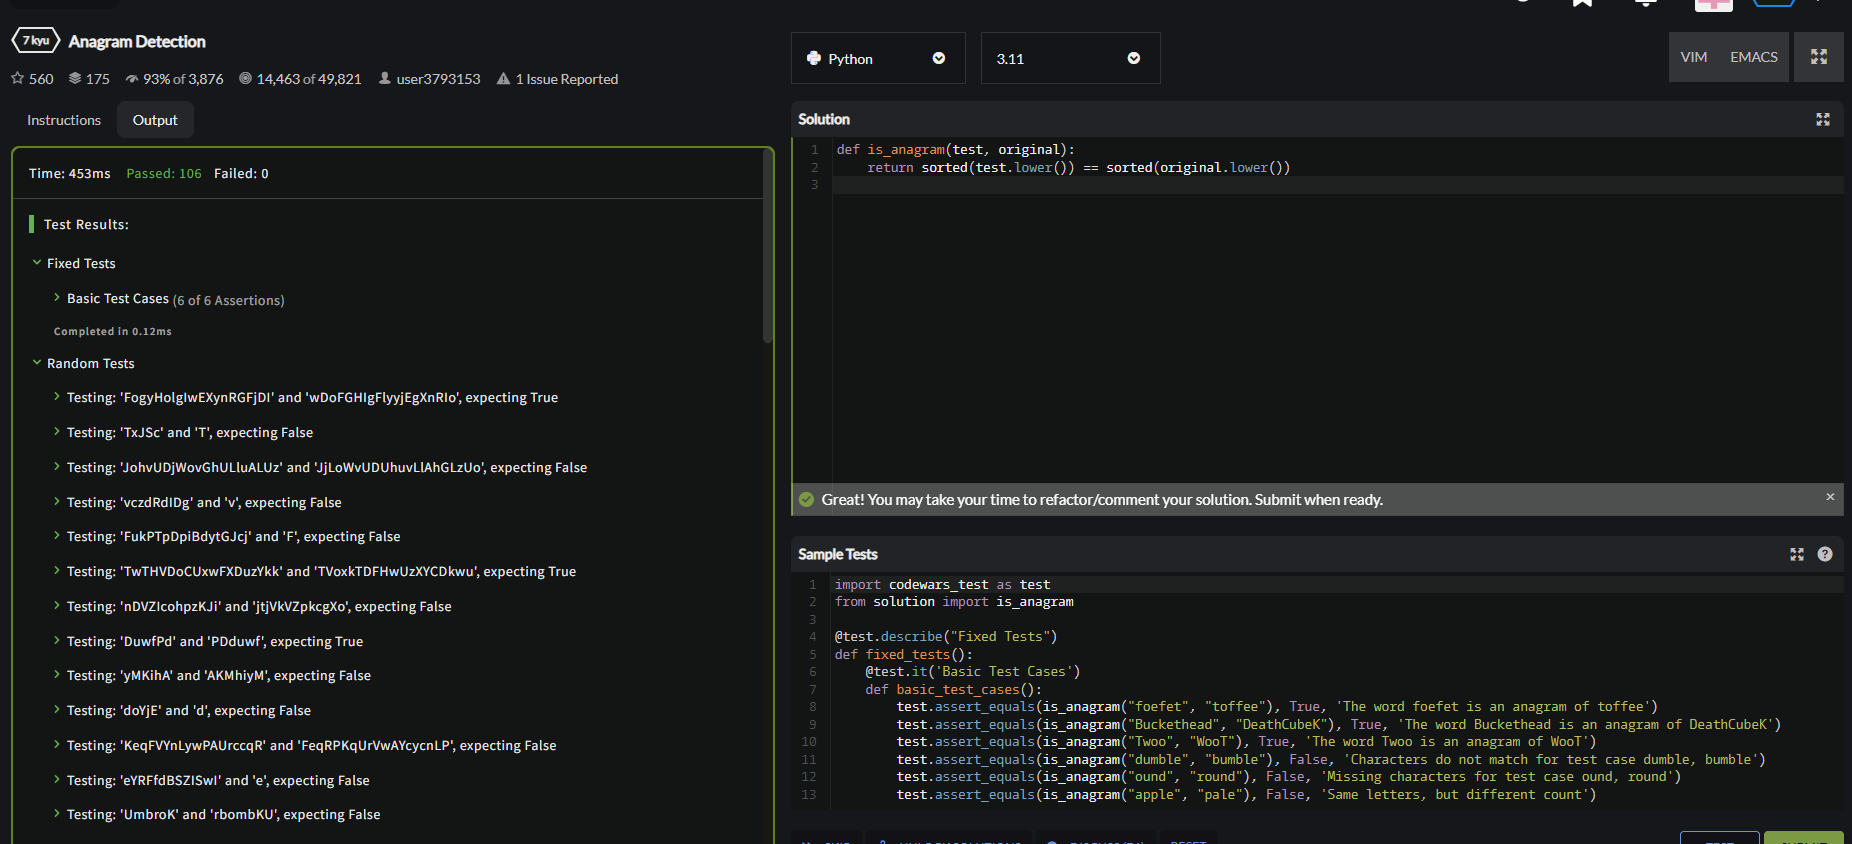 7 kyu Anagram Detection
560 175 93% of 3,876 14,463 of 49,821 user3793153 1 Issue Reported
Instructions Output
Time: 453ms Passed: 106 Failed: 0
Test Results:
Fixed Tests
Basic Test Cases (6 of 6 Assertions)
Completed in 0.12ms
Random Tests
Testing: 'FogyHolgIwEXynRGFjDI' and 'wDoFGHIgFlyyjEgXnRIo', expecting True
Testing: 'TxJSc' and 'T', expecting False
Testing: 'JohvUDjWovGhULluALUz' and 'JjLoWvUDUhuvLlAhGLzUo', expecting False
Testing: 'vczdRdIDg' and 'v', expecting False
Testing: 'FukPTpDpiBdytGJcj' and 'F', expecting False
Testing: 'TwTHVDoCUxwFXDuzYkk' and 'TVoxkTDFHwUzXYCDkwu', expecting True
Testing: 'nDVZIcohpzKJi' and 'jtjVkVZpkcgXo', expecting False
Testing: 'DuwfPd' and 'PDduwf', expecting True
Testing: 'yMKihA' and 'AKMhiyM', expecting False
Testing: 'doYjE' and 'd', expecting False
Testing: 'KeqFVYnLywPAUrccqR' and 'FeqRPKqUrVwAYcycnLP', expecting False
Testing: 'eYRFfdBSZISwI' and 'e', expecting False
Testing: 'UmbroK' and 'rbombKU', expecting False
Python 3.11 VIM EMACS
Solution
1 def is_anagram(test, original):
2 return sorted(test.lower()) == sorted(original.lower())
3
Great! You may take your time to refactor/comment your solution. Submit when ready. ×
Sample Tests ?
1 import codewars_test as test
2 from solution import is_anagram
3
4 @test.describe("Fixed Tests")
5 def fixed_tests():
6 @test.it('Basic Test Cases')
7 def basic_test_cases():
8 test.assert_equals(is_anagram("foefet", "toffee"), True, 'The word foefet is an anagram of toffee')
9 test.assert_equals(is_anagram("Buckethead", "DeathCubeK"), True, 'The word Buckethead is an anagram of DeathCubeK')
10 test.assert_equals(is_anagram("Twoo", "WooT"), True, 'The word Twoo is an anagram of WooT')
11 test.assert_equals(is_anagram("dumble", "bumble"), False, 'Characters do not match for test case dumble, bumble')
12 test.assert_equals(is_anagram("ound", "round"), False, 'Missing characters for test case ound, round')
13 test.assert_equals(is_anagram("apple", "pale"), False, 'Same letters, but different count')